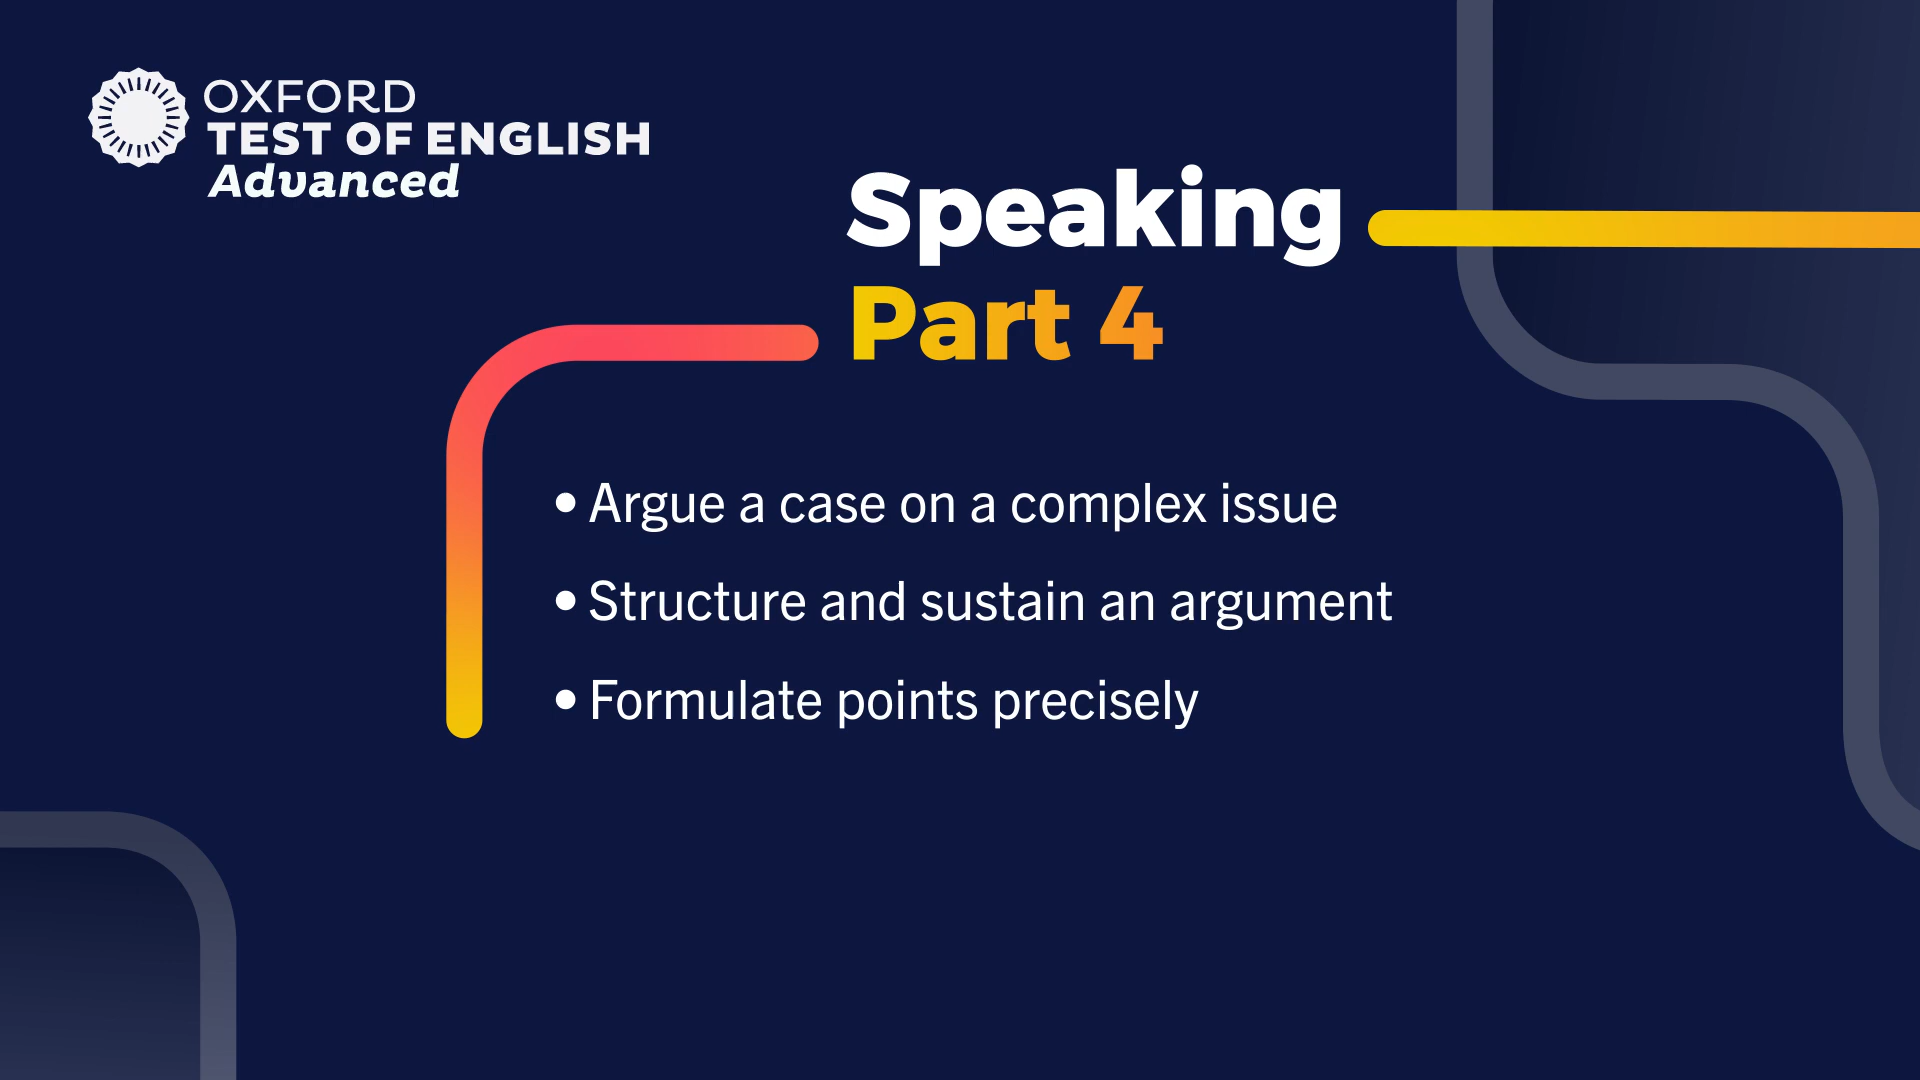 OXFORD
TEST OF ENGLISH
Advanced
Speaking
Part 4
• Argue a case on a complex issue
• Structure and sustain an argument
• Formulate points precisely